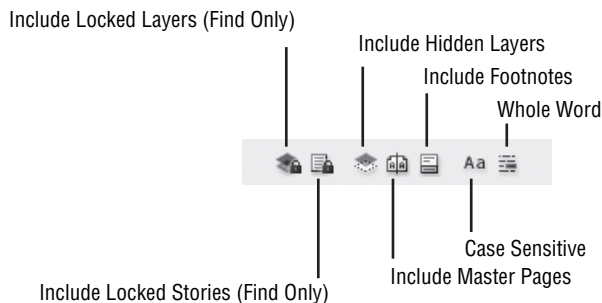 Include Locked Layers (Find Only)
Include Hidden Layers
Include Footnotes
Whole Word
Aa
Case Sensitive
Include Master Pages
Include Locked Stories (Find Only)